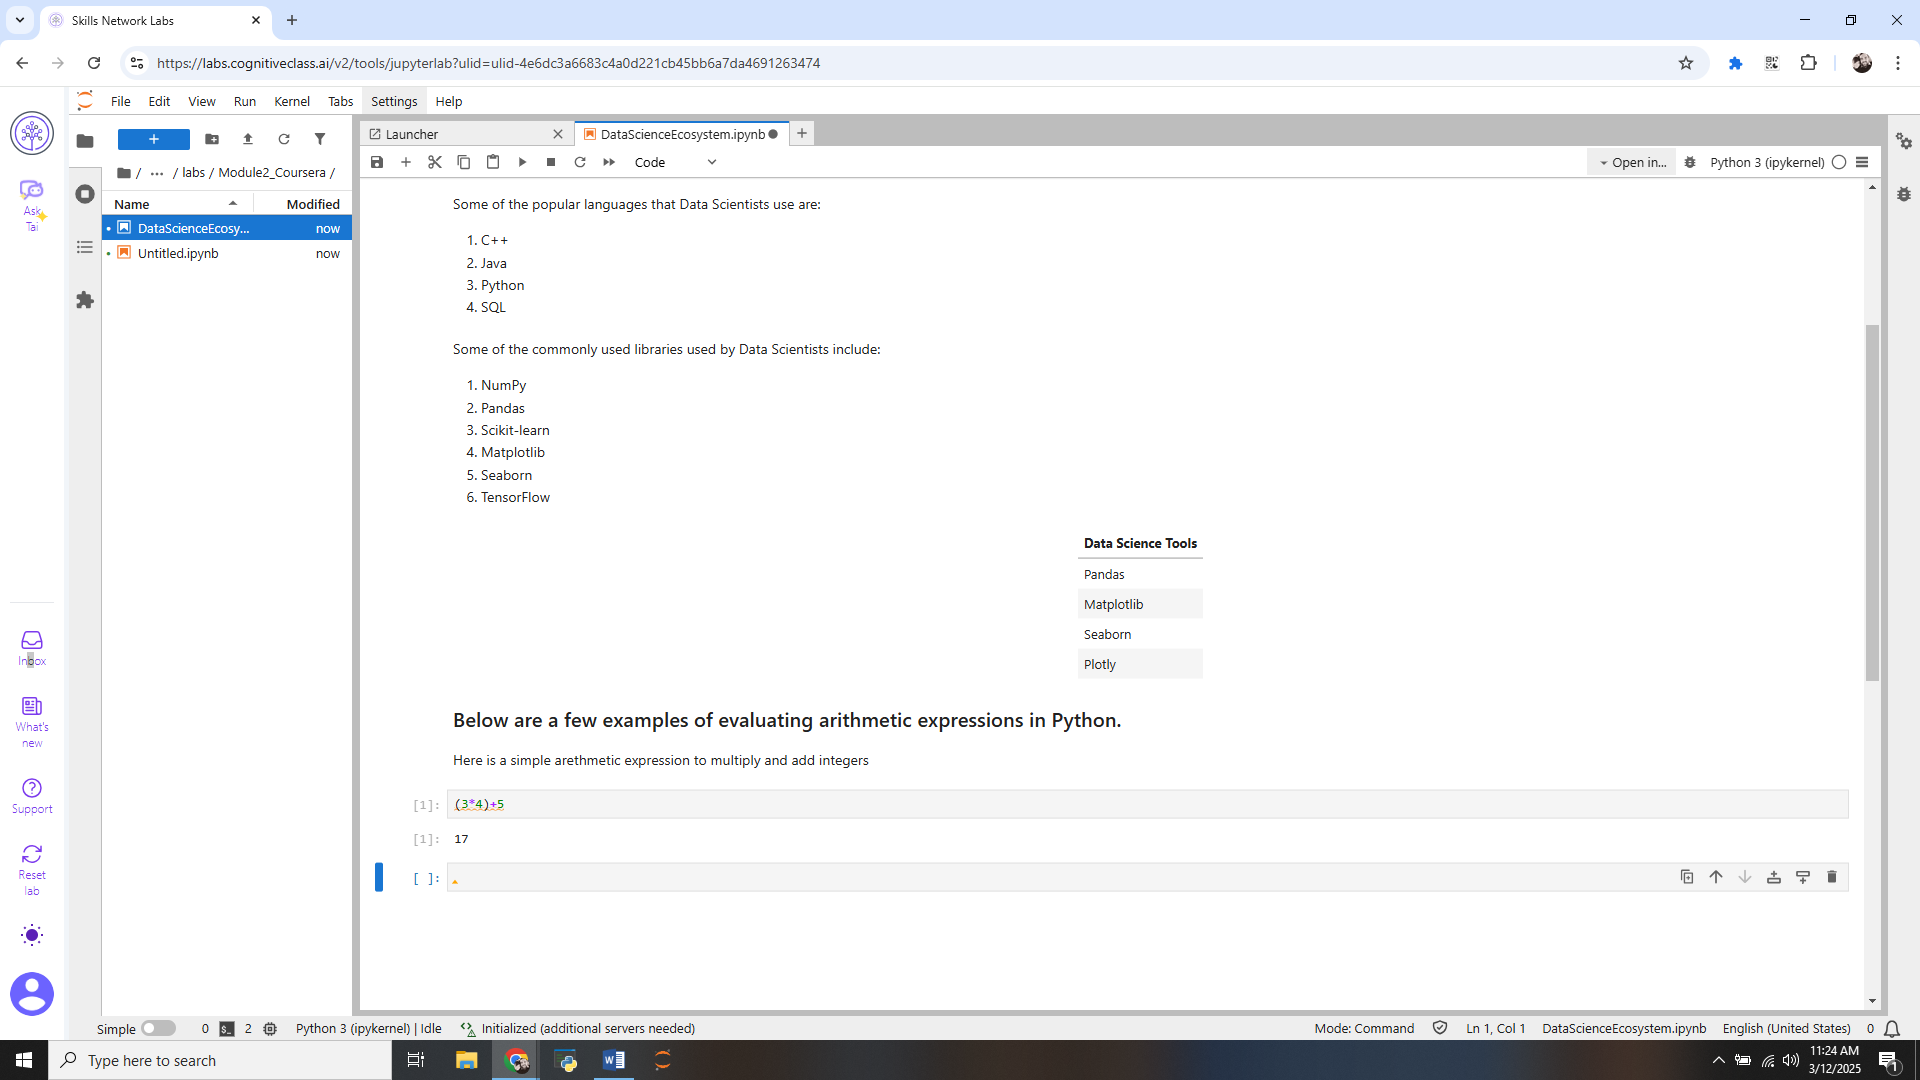 Skills Network Labs
https://labs.cognitiveclass.ai/v2/tools/jupyterlab?ulid=ulid-4e6dc3a6683c4a0d221cb45bb6a7da4691263474
File Edit View Run Kernel Tabs Settings Help
Launcher
DataScienceEcosystem.ipynb
Code
Open in...
Python 3 (ipykernel)
Ask
Tai
/ ··· / labs / Module2_Coursera /
Name Modified
DataScienceEcosy... now
Untitled.ipynb now
Some of the popular languages that Data Scientists use are:
1. C++
2. Java
3. Python
4. SQL
Some of the commonly used libraries used by Data Scientists include:
1. NumPy
2. Pandas
3. Scikit-learn
4. Matplotlib
5. Seaborn
6. TensorFlow
Data Science Tools
Pandas
Matplotlib
Seaborn
Plotly
Below are a few examples of evaluating arithmetic expressions in Python.
Here is a simple arethmetic expression to multiply and add integers
[1]: (3*4)+5
[1]: 17
[ ]:
Inbox
What's
new
Support
Reset
lab
Simple 0 $_ 2 Python 3 (ipykernel) | Idle Initialized (additional servers needed)
Mode: Command Ln 1, Col 1 DataScienceEcosystem.ipynb English (United States) 0
Type here to search
11:24 AM
3/12/2025
1